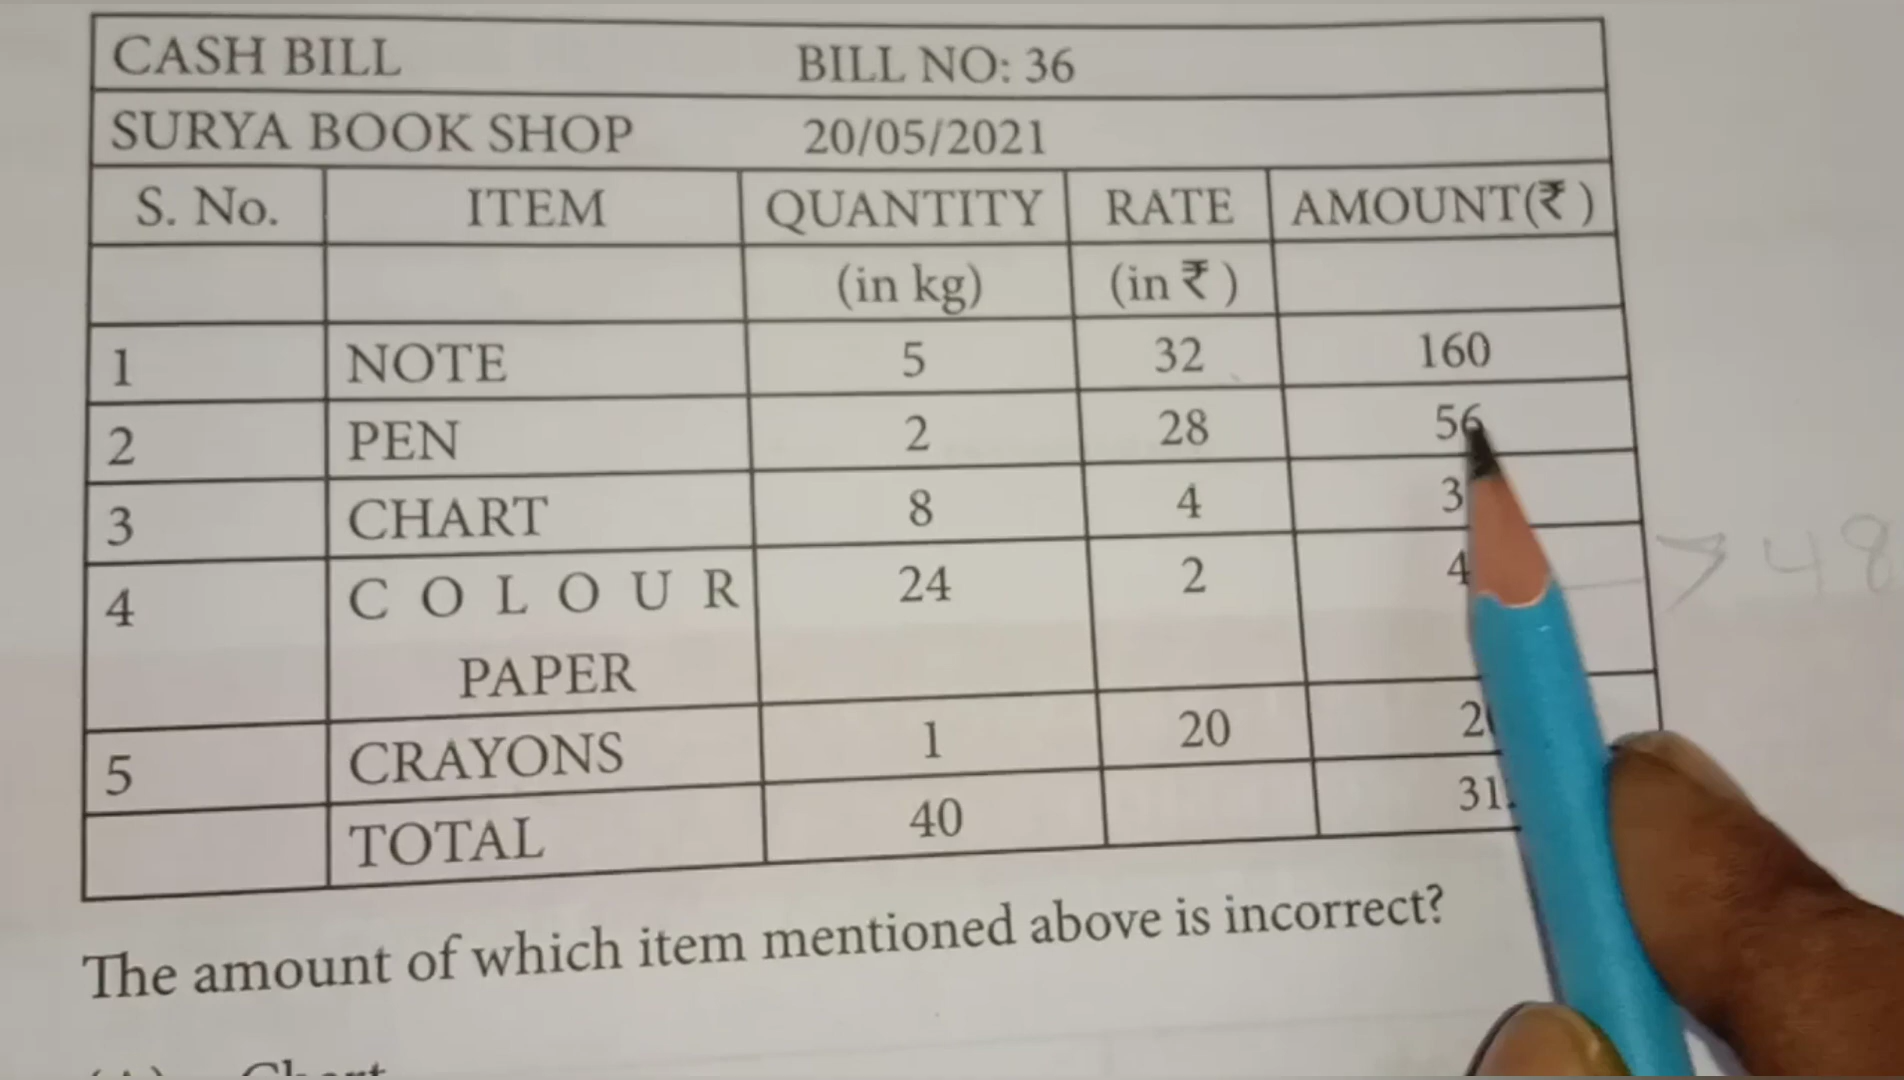 CASH BILL BILL NO: 36
SURYA BOOK SHOP 20/05/2021
S. No. ITEM QUANTITY RATE AMOUNT(₹)
(in kg) (in ₹)
1 NOTE 5 32 160
2 PEN 2 28 56
3 CHART 8 4
4 C O L O U R 24 2
PAPER
5 CRAYONS 1 20
TOTAL 40
> 48
The amount of which item mentioned above is incorrect?